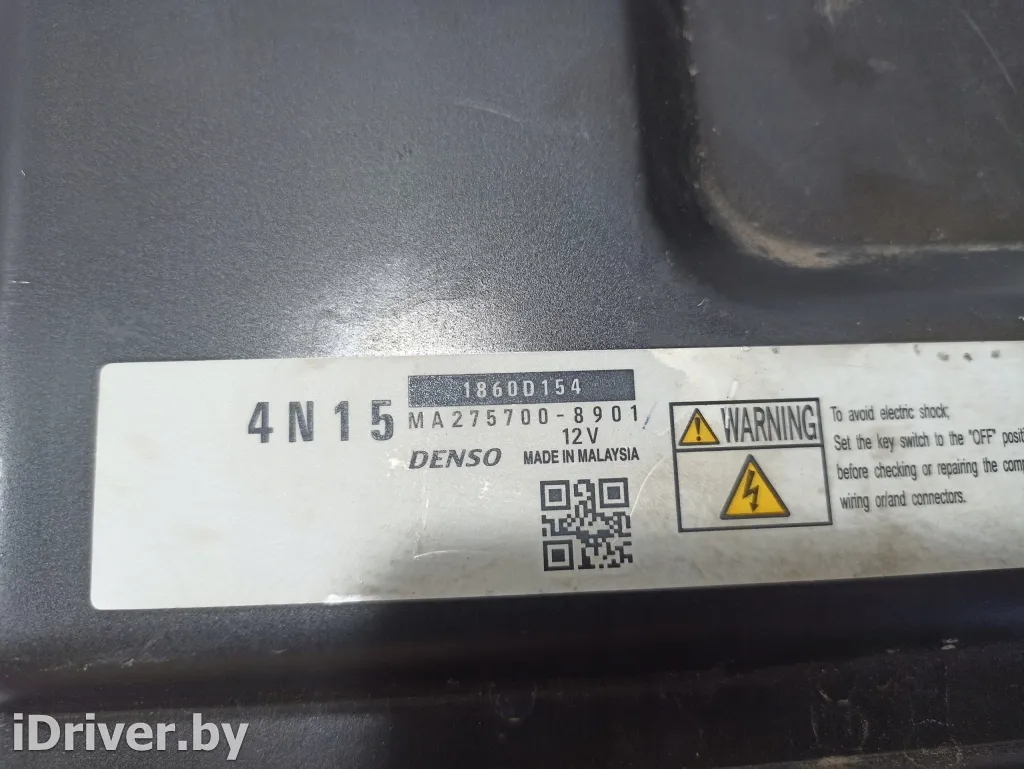 1860D154
4N15
MA275700-8901
12V
DENSO MADE IN MALAYSIA
WARNING
To avoid electric shock;
Set the key switch to the "OFF"
before checking or repairing the
wiring or/and connectors.
iDriver.by